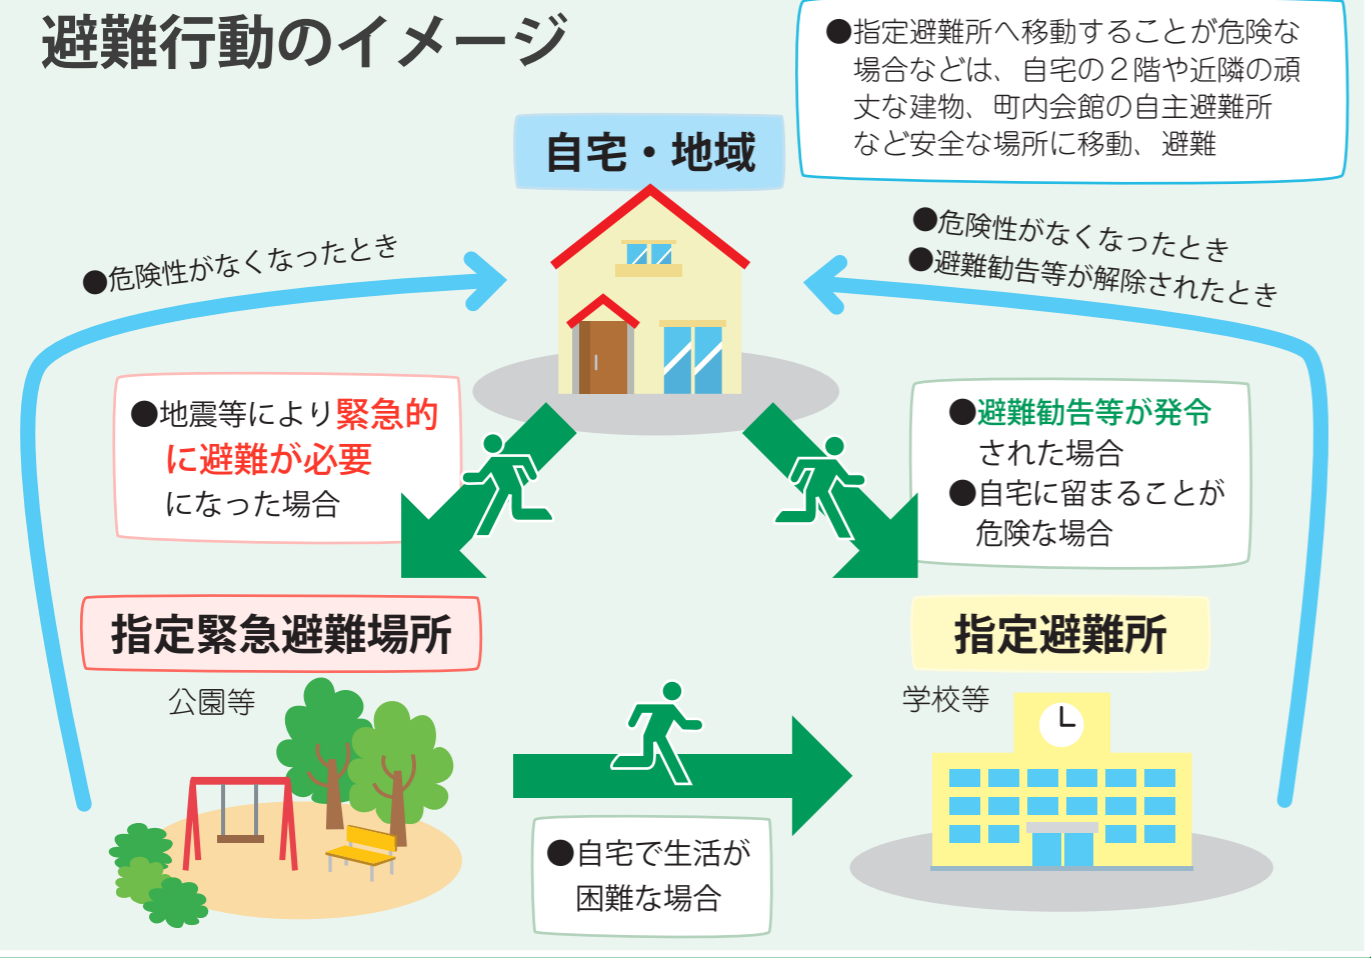 避難行動のイメージ
●指定避難所へ移動することが危険な
場合などは、自宅の２階や近隣の頑
丈な建物、町内会館の自主避難所
など安全な場所に移動、避難
自宅・地域
●危険性がなくなったとき
●危険性がなくなったとき
●避難勧告等が解除されたとき
●地震等により緊急的
に避難が必要
になった場合
●避難勧告等が発令
された場合
●自宅に留まることが
危険な場合
指定緊急避難場所
公園等
指定避難所
学校等
●自宅で生活が
困難な場合